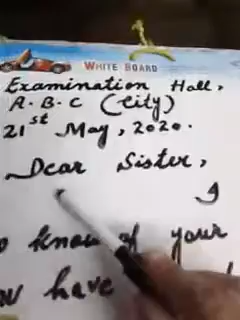 WHITE BOARD
Examination Hall,
A.B.C (City)
21st May, 2020.
Dear Sister,
I
know of your
have